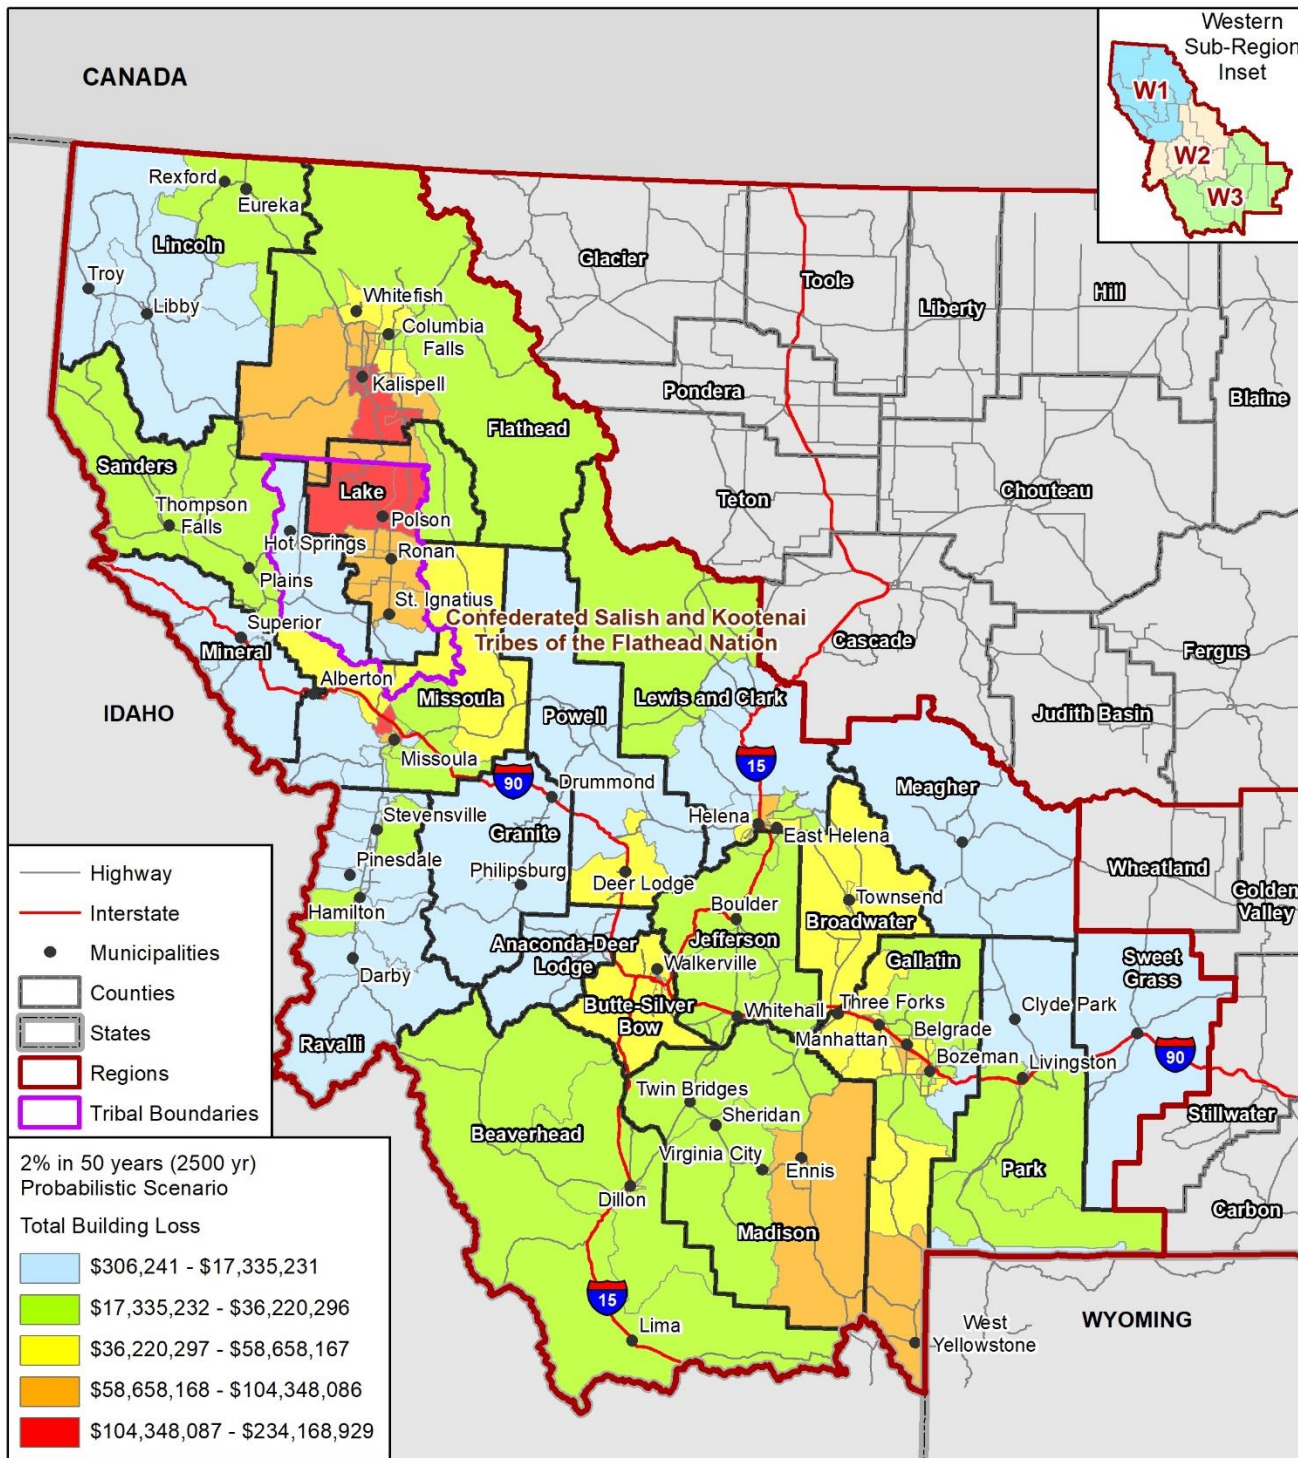 CANADA
Western
Sub-Region
Inset
W1
W2
W3
Rexford
Eureka
Lincoln
Troy
Libby
Whitefish
Columbia
Falls
Kalispell
Flathead
Glacier
Toole
Liberty
Hill
Pondera
Blaine
Teton
Chouteau
Sanders
Thompson
Falls
Lake
Polson
Hot Springs
Ronan
Plains
St. Ignatius
Superior
Mineral
Confederated Salish and Kootenai
Tribes of the Flathead Nation
Cascade
Fergus
Judith Basin
Alberton
Missoula
IDAHO
Powell
Lewis and Clark
15
Missoula
90
Drummond
Meagher
Stevensville
Granite
Helena
East Helena
Pinesdale
Philipsburg
Deer Lodge
Townsend
Wheatland
Golden
Valley
Hamilton
Boulder
Broadwater
Jefferson
Anaconda-Deer
Lodge
Walkerville
Gallatin
Sweet
Grass
Darby
Butte-Silver
Bow
Whitehall
Three Forks
Clyde Park
Manhattan
Belgrade
Bozeman
Livingston
90
Ravalli
Twin Bridges
Sheridan
Stillwater
Beaverhead
Virginia City
Ennis
Park
Dillon
Madison
Carbon
15
Lima
West
Yellowstone
WYOMING
Highway
Interstate
Municipalities
Counties
States
Regions
Tribal Boundaries
2% in 50 years (2500 yr)
Probabilistic Scenario
Total Building Loss
$306,241 - $17,335,231
$17,335,232 - $36,220,296
$36,220,297 - $58,658,167
$58,658,168 - $104,348,086
$104,348,087 - $234,168,929